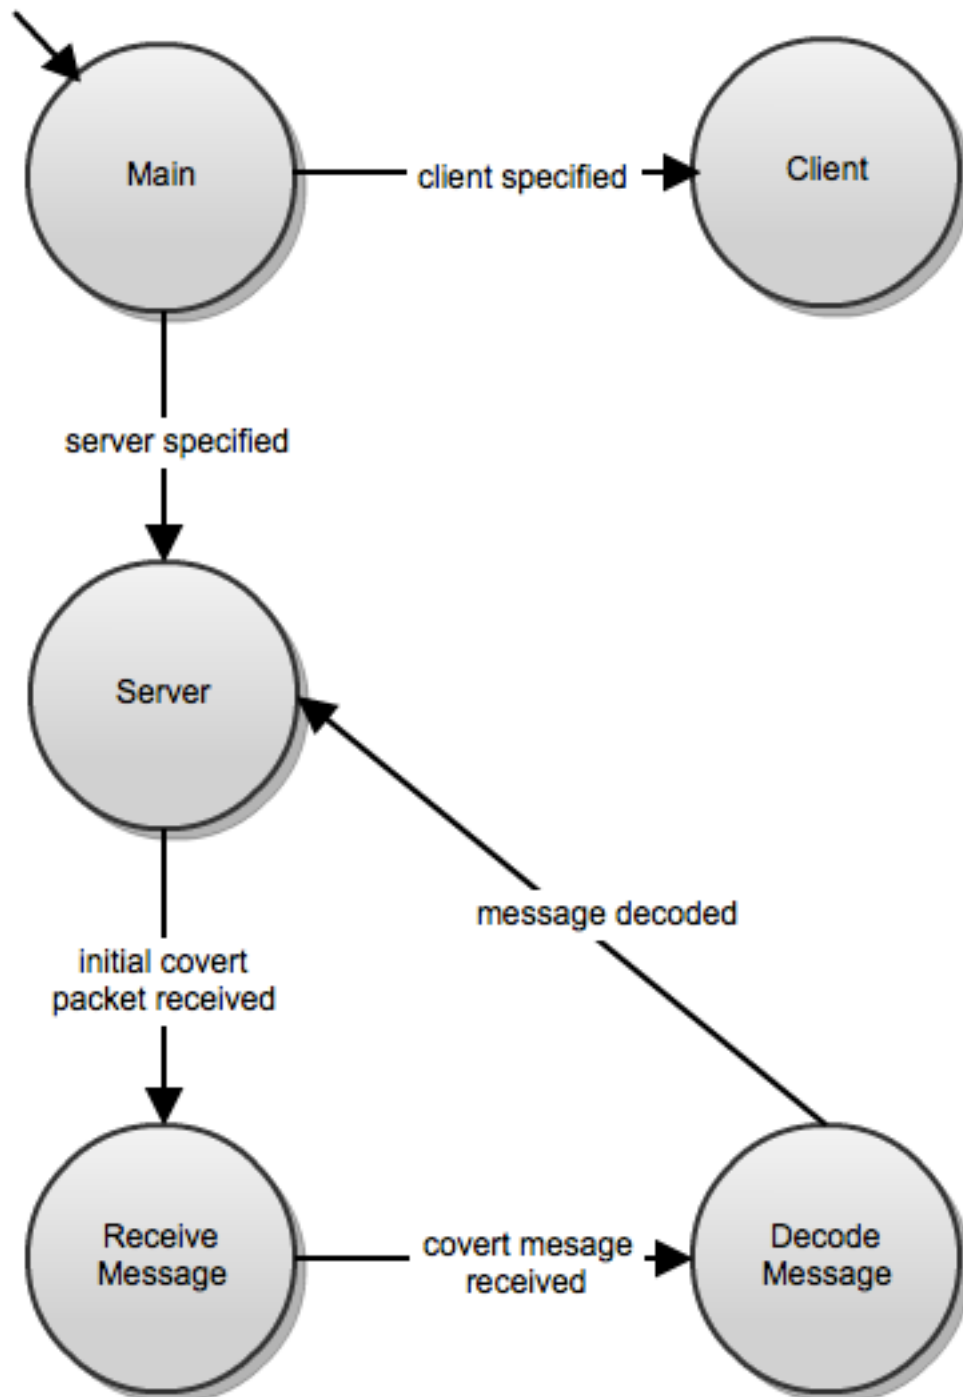 Main
client specified
Client
server specified
Server
message decoded
initial covert
packet received
Receive
Message
covert mesage
received
Decode
Message